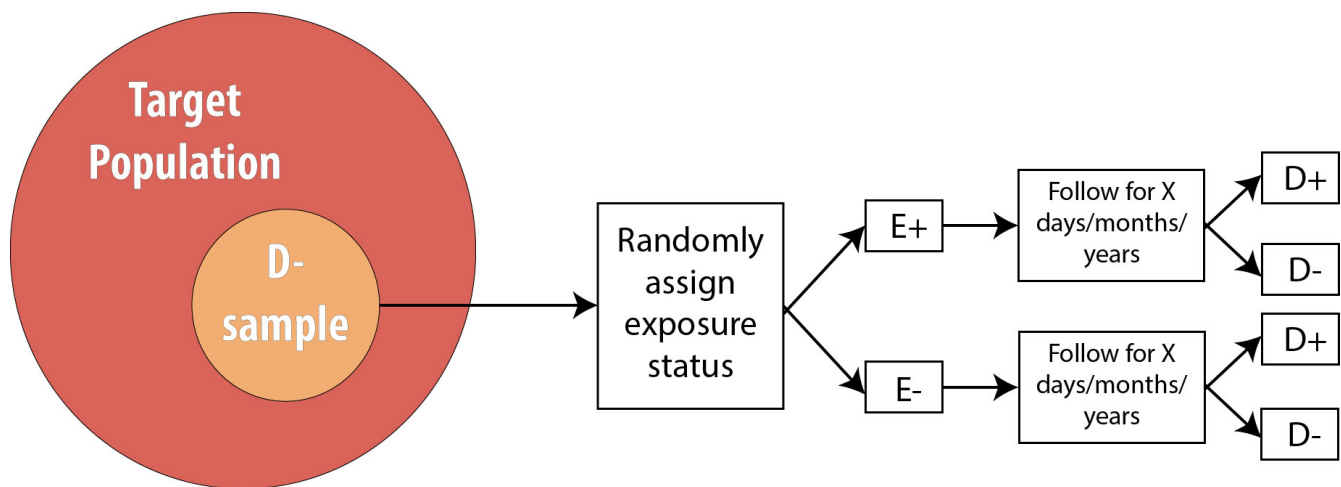 Target
Population
D-
sample
Randomly
assign
exposure
status
E+
Follow for X
days/months/
years
D+
D-
E-
Follow for X
days/months/
years
D+
D-